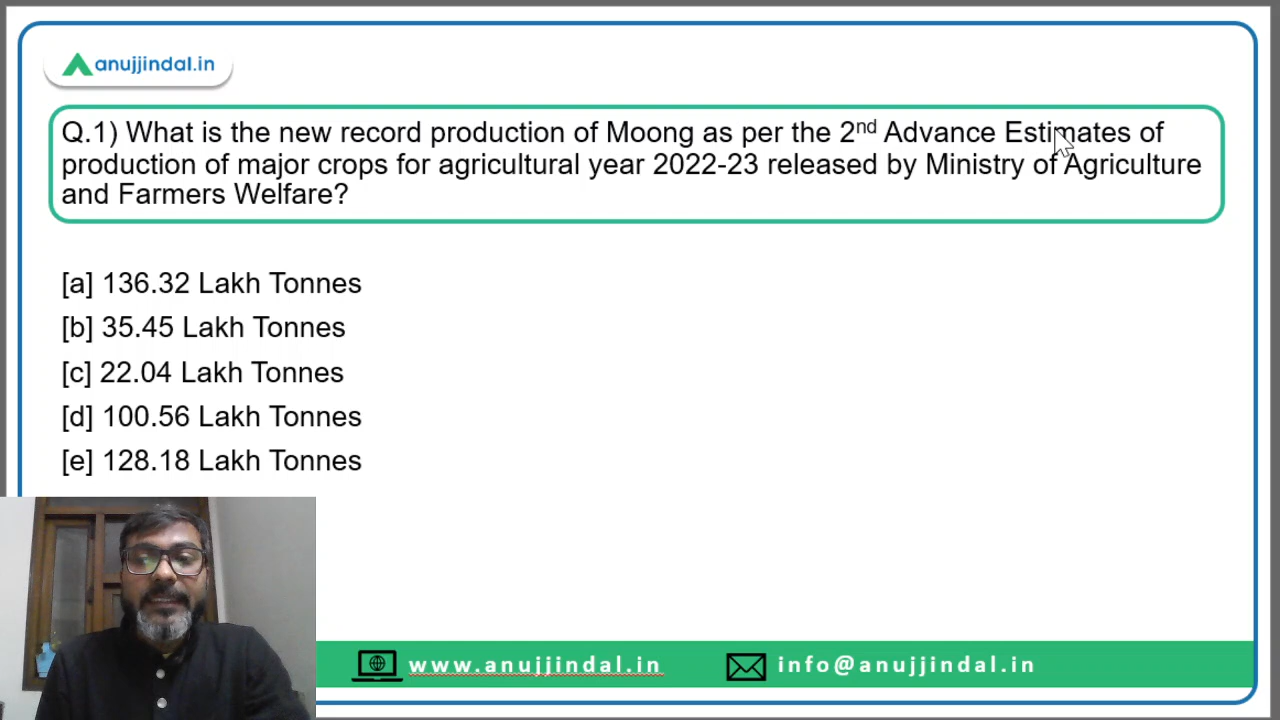 anujjindal.in
Q.1) What is the new record production of Moong as per the 2nd Advance Estimates of
production of major crops for agricultural year 2022-23 released by Ministry of Agriculture
and Farmers Welfare?
[a] 136.32 Lakh Tonnes
[b] 35.45 Lakh Tonnes
[c] 22.04 Lakh Tonnes
[d] 100.56 Lakh Tonnes
[e] 128.18 Lakh Tonnes
www.anujjindal.in info@anujjindal.in